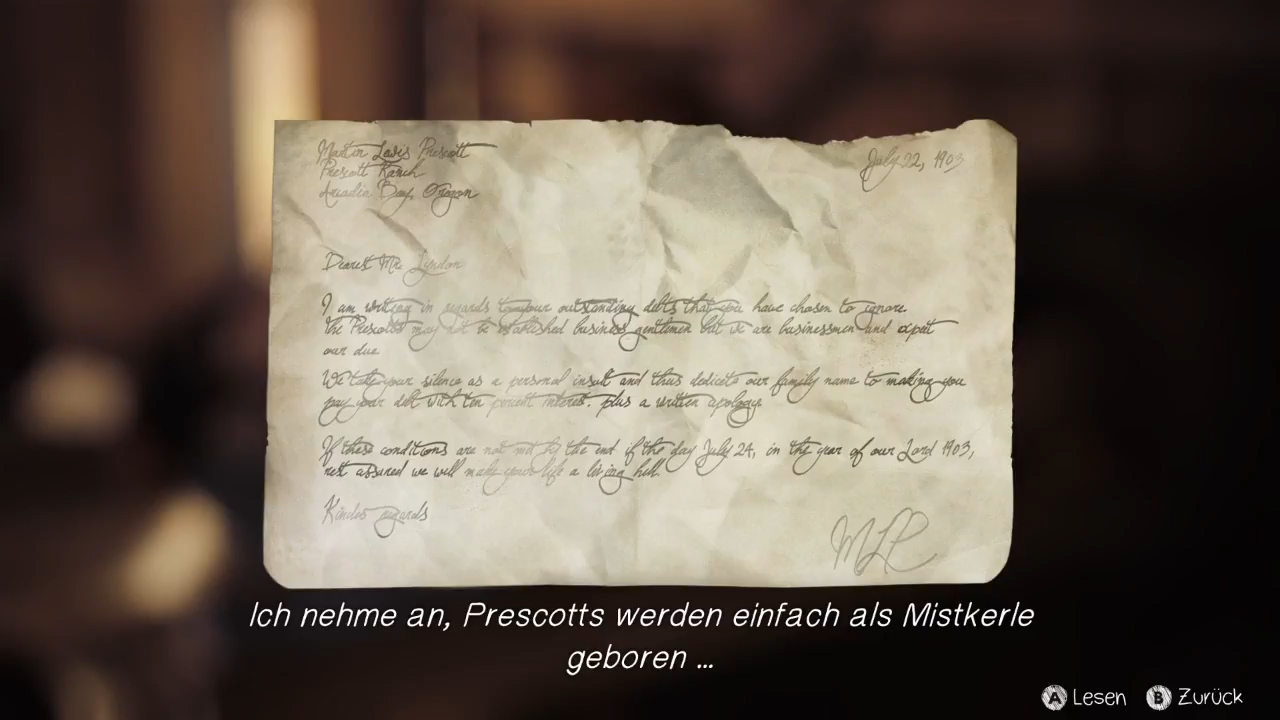 Martin Lewis Prescott
Prescott Ranch
Arcadia Bay, Oregon
July 22, 1903
Dearest Mr. Lyndon
I am writing in regards to your outstanding debts that you have chosen to ignore.
The Prescotts may not be established business gentlemen but we are businessmen and expect
our due.
We take your silence as a personal insult and thus dedicate our family name to making you
pay your debt with ten percent interest. plus a written apology.
If these conditions are not met by the end if the day July 24, in the year of our Lord 1903,
rest assured we will make your life a living hell.
Kindes regards
MLP
Ich nehme an, Prescotts werden einfach als Mistkerle
geboren ...
A Lesen B Zurück